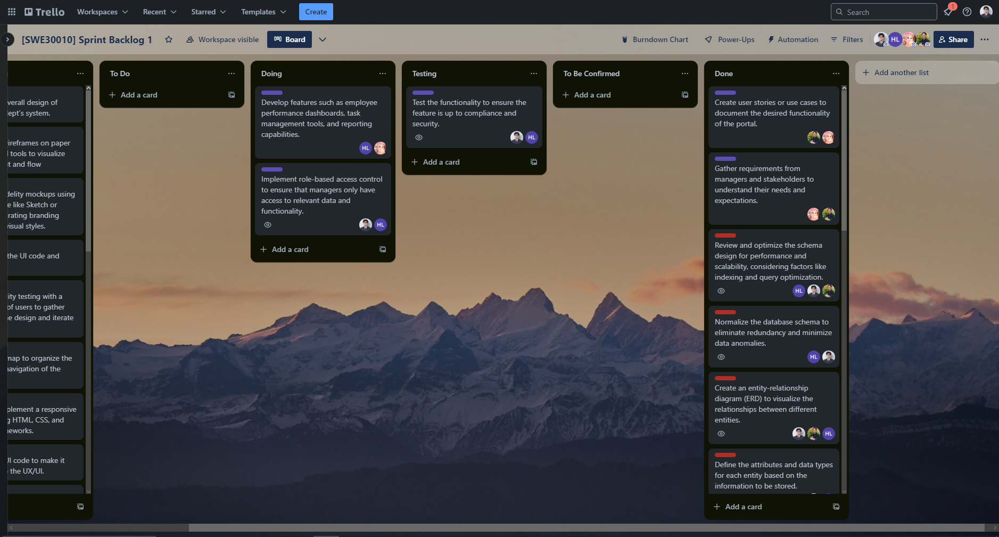 Trello
Workspaces
Recent
Starred
Templates
Create
Search
1
[SWE30010] Sprint Backlog 1
Workspace visible
Board
Burndown Chart
Power-Ups
Automation
Filters
HL
Share
design of
system.
on paper
tools to visualize
and flow
mockups using
like Sketch or
branding
styles.
the UI code and
testing with a
of users to gather
design and iterate
to organize the
of the
a responsive
HTML, CSS, and
code to make it
the UX/UI.
To Do
Add a card
Doing
Develop features such as employee
performance dashboards, task
management tools, and reporting
capabilities.
HL
Implement role-based access control
to ensure that managers only have
access to relevant data and
functionality.
HL
Add a card
Testing
Test the functionality to ensure the
feature is up to compliance and
security.
HL
Add a card
To Be Confirmed
Add a card
Done
Create user stories or use cases to
document the desired functionality
of the portal.
Gather requirements from
managers and stakeholders to
understand their needs and
expectations.
Review and optimize the schema
design for performance and
scalability, considering factors like
indexing and query optimization.
HL
Normalize the database schema to
eliminate redundancy and minimize
data anomalies.
HL
Create an entity-relationship
diagram (ERD) to visualize the
relationships between different
entities.
HL
Define the attributes and data types
for each entity based on the
information to be stored.
Add a card
Add another list